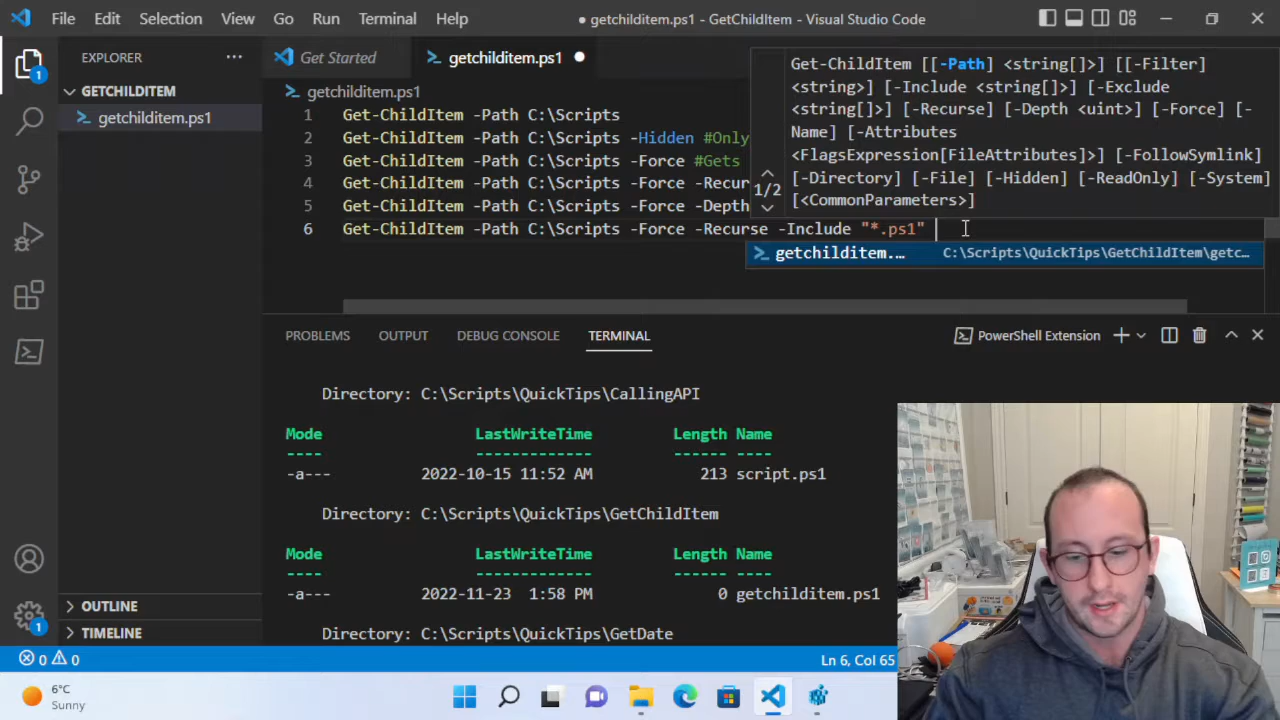 File Edit Selection View Go Run Terminal Help
● getchilditem.ps1 - GetChildItem - Visual Studio Code
EXPLORER
Get Started
getchilditem.ps1
GETCHILDITEM
getchilditem.ps1
getchilditem.ps1
1 Get-ChildItem -Path C:\Scripts
2 Get-ChildItem -Path C:\Scripts -Hidden #Only
3 Get-ChildItem -Path C:\Scripts -Force #Gets
4 Get-ChildItem -Path C:\Scripts -Force -Recur
5 Get-ChildItem -Path C:\Scripts -Force -Depth
6 Get-ChildItem -Path C:\Scripts -Force -Recurse -Include "*.ps1"
Get-ChildItem [[-Path] <string[]>] [[-Filter]
<string>] [-Include <string[]>] [-Exclude
<string[]>] [-Recurse] [-Depth <uint>] [-Force] [-
Name] [-Attributes
<FlagsExpression[FileAttributes]>] [-FollowSymlink]
[-Directory] [-File] [-Hidden] [-ReadOnly] [-System]
[<CommonParameters>]
1/2
getchilditem.… C:\Scripts\QuickTips\GetChildItem\getc…
PROBLEMS OUTPUT DEBUG CONSOLE TERMINAL
PowerShell Extension
Directory: C:\Scripts\QuickTips\CallingAPI
Mode LastWriteTime Length Name
---- ------------- ------ ----
-a--- 2022-10-15 11:52 AM 213 script.ps1
Directory: C:\Scripts\QuickTips\GetChildItem
Mode LastWriteTime Length Name
---- ------------- ------ ----
-a--- 2022-11-23 1:58 PM 0 getchilditem.ps1
Directory: C:\Scripts\QuickTips\GetDate
OUTLINE
TIMELINE
1
1
0 0
Ln 6, Col 65
6°C
Sunny